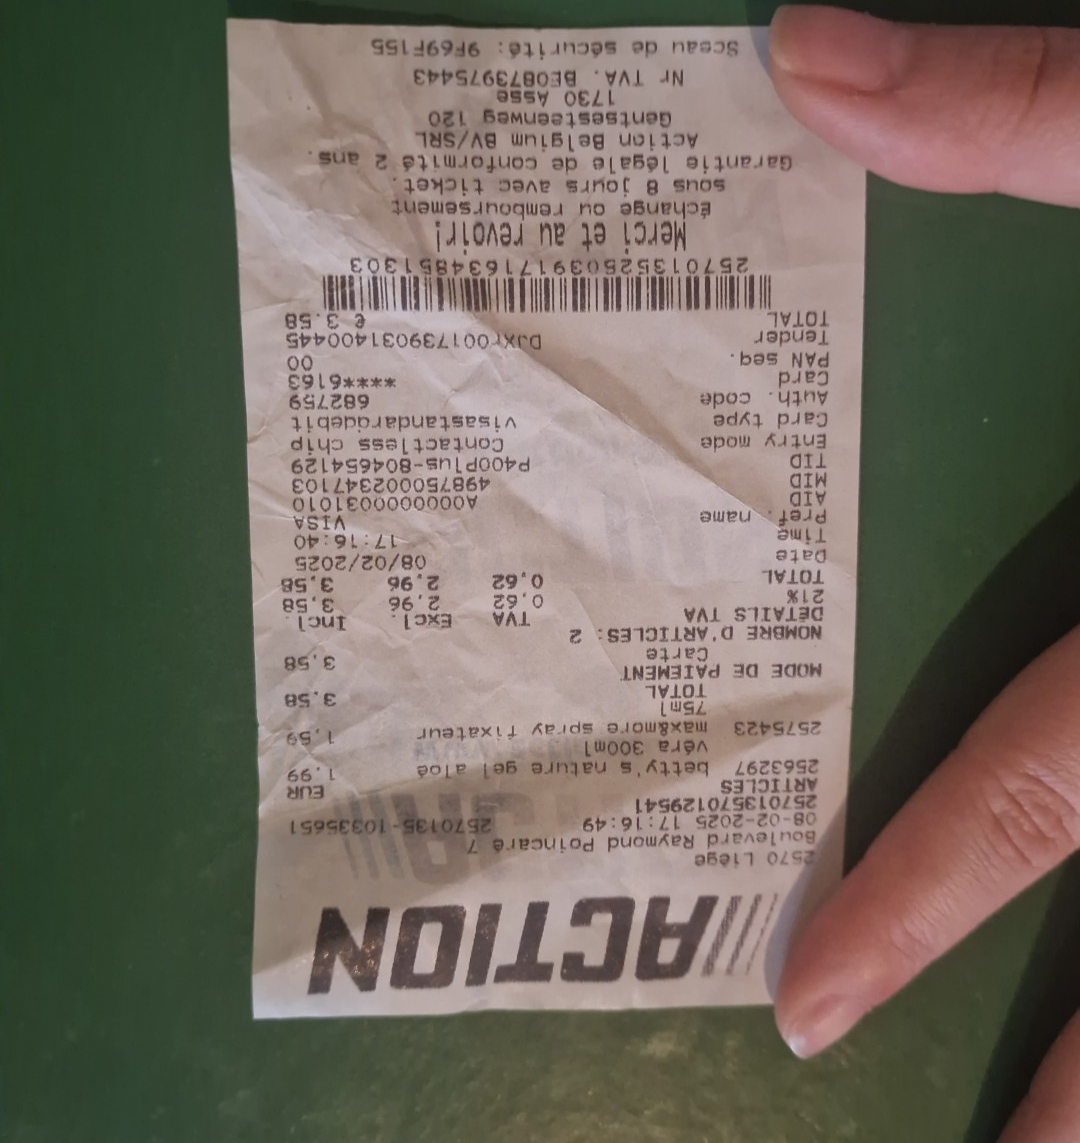 ACTION
2570 Liège
Boulevard Raymond Poincaré 7
08-02-2025 17:16:49 2570135-10335651
2570135701295​41
ARTICLES EUR
2563297 betty's nature gel aloé 1,99
véra 300ml
2575423 max&more spray fixateur 1,59
75ml
TOTAL 3,58
MODE DE PAIEMENT
Carte 3,58
NOMBRE D'ARTICLES: 2
DETAILS TVA TVA Excl. Incl.
21% 0,62 2,96 3,58
TOTAL 0,62 2,96 3,58
Date 08/02/2025
Time 17:16:40
Pref. name VISA
AID A0000000031010
MID 498750002347103
TID P400Plus-804654129
Entry mode Contactless chip
Card type visastandarddebit
Auth. code 682759
Card ****6163
PAN seq. 00
Tender DJXr001739031400445
TOTAL € 3.58
2570135250391716348513​03
Merci et au revoir!
Échange ou remboursement
sous 8 jours avec ticket.
Garantie légale de conformité 2 ans.
Action Belgium BV/SRL
Gentsesteenweg 120
1730 Asse
Nr TVA. BE0873975443
Sceau de sécurité: 9F69F155